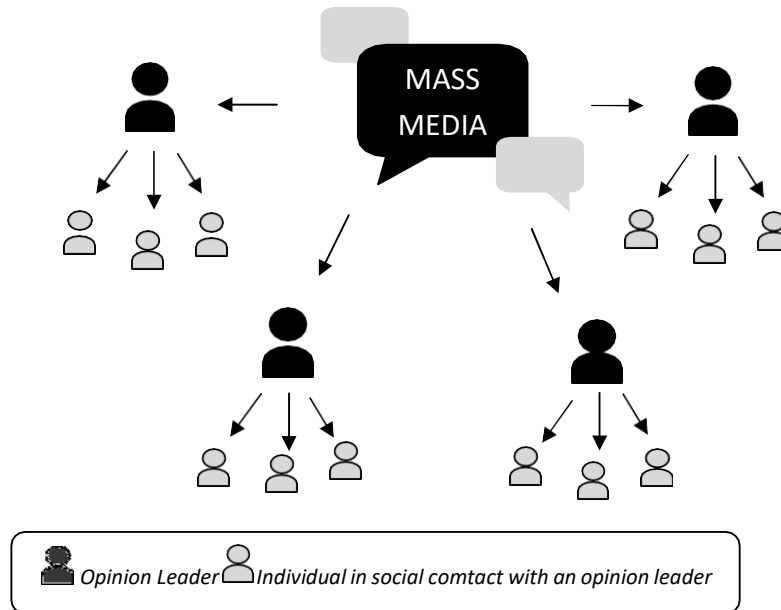 MASS
MEDIA
Opinion Leader Individual in social comtact with an opinion leader